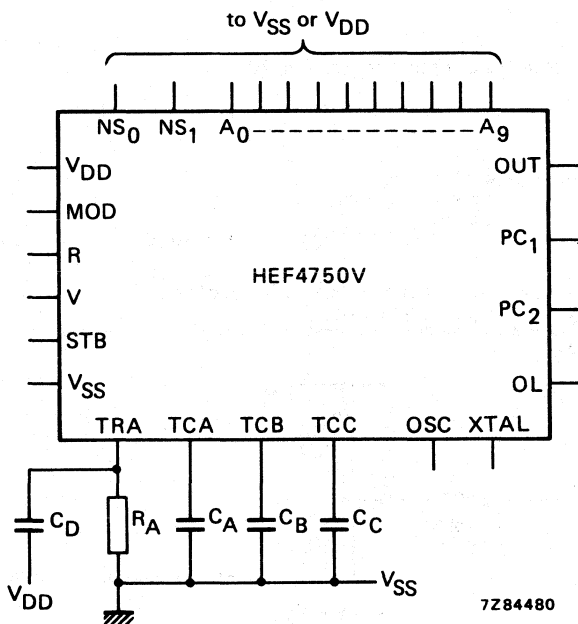 to VSS or VDD
NS0 NS1 A0 A9
VDD OUT
MOD
R PC1
HEF4750V
V
PC2
STB
VSS OL
TRA TCA TCB TCC OSC XTAL
CD RA CA CB CC
VDD VSS
7Z84480